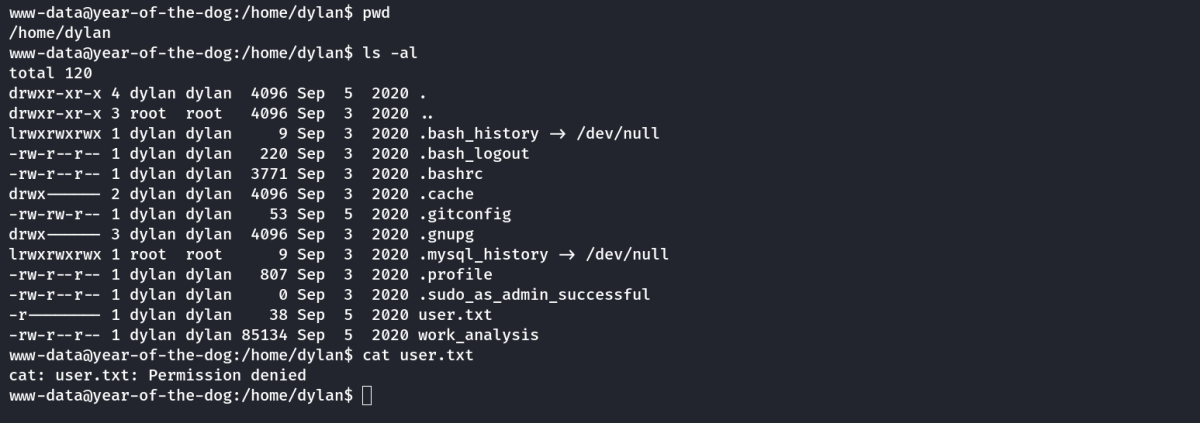 www-data@year-of-the-dog:/home/dylan$ pwd
/home/dylan
www-data@year-of-the-dog:/home/dylan$ ls -al
total 120
drwxr-xr-x 4 dylan dylan  4096 Sep  5  2020 .
drwxr-xr-x 3 root  root   4096 Sep  3  2020 ..
lrwxrwxrwx 1 dylan dylan     9 Sep  3  2020 .bash_history -> /dev/null
-rw-r--r-- 1 dylan dylan   220 Sep  3  2020 .bash_logout
-rw-r--r-- 1 dylan dylan  3771 Sep  3  2020 .bashrc
drwx------ 2 dylan dylan  4096 Sep  3  2020 .cache
-rw-rw-r-- 1 dylan dylan    53 Sep  5  2020 .gitconfig
drwx------ 3 dylan dylan  4096 Sep  3  2020 .gnupg
lrwxrwxrwx 1 root  root      9 Sep  3  2020 .mysql_history -> /dev/null
-rw-r--r-- 1 dylan dylan   807 Sep  3  2020 .profile
-rw-r--r-- 1 dylan dylan     0 Sep  3  2020 .sudo_as_admin_successful
-r-------- 1 dylan dylan    38 Sep  5  2020 user.txt
-rw-r--r-- 1 dylan dylan 85134 Sep  5  2020 work_analysis
www-data@year-of-the-dog:/home/dylan$ cat user.txt
cat: user.txt: Permission denied
www-data@year-of-the-dog:/home/dylan$